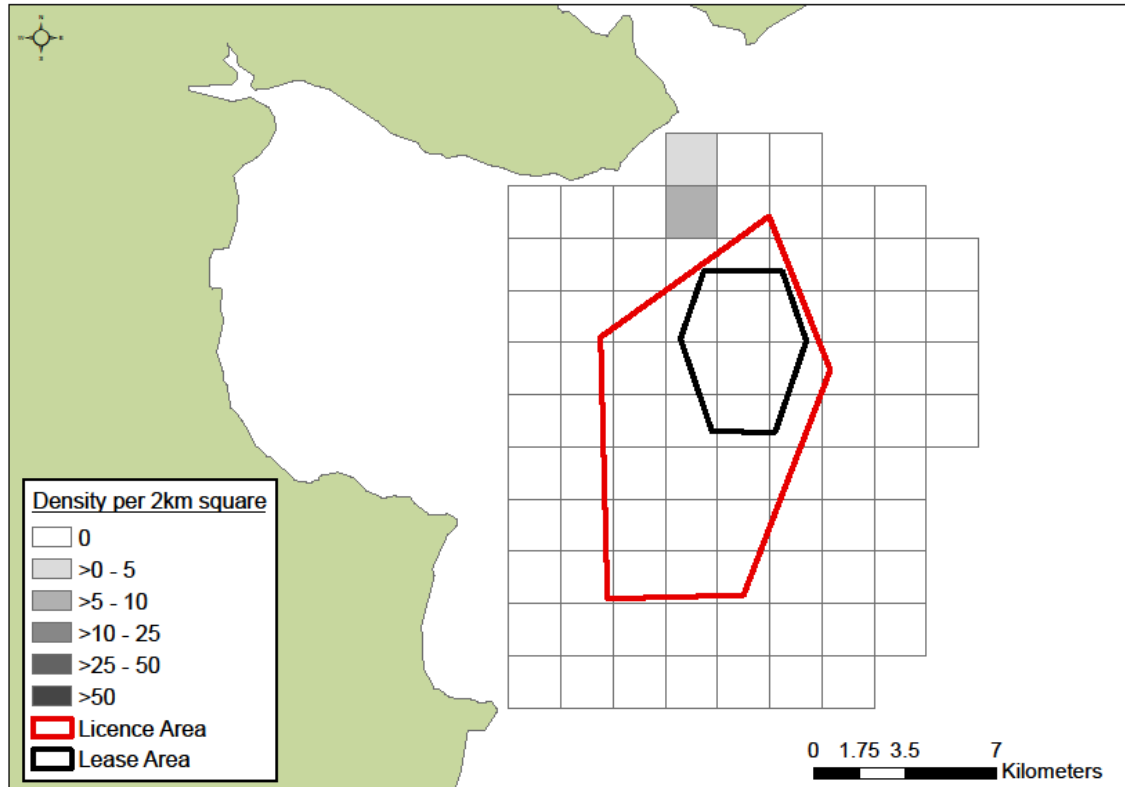 N
W
E
S
Density per 2km square
0
>0 - 5
>5 - 10
>10 - 25
>25 - 50
>50
Licence Area
Lease Area
0 1.75 3.5 7
Kilometers